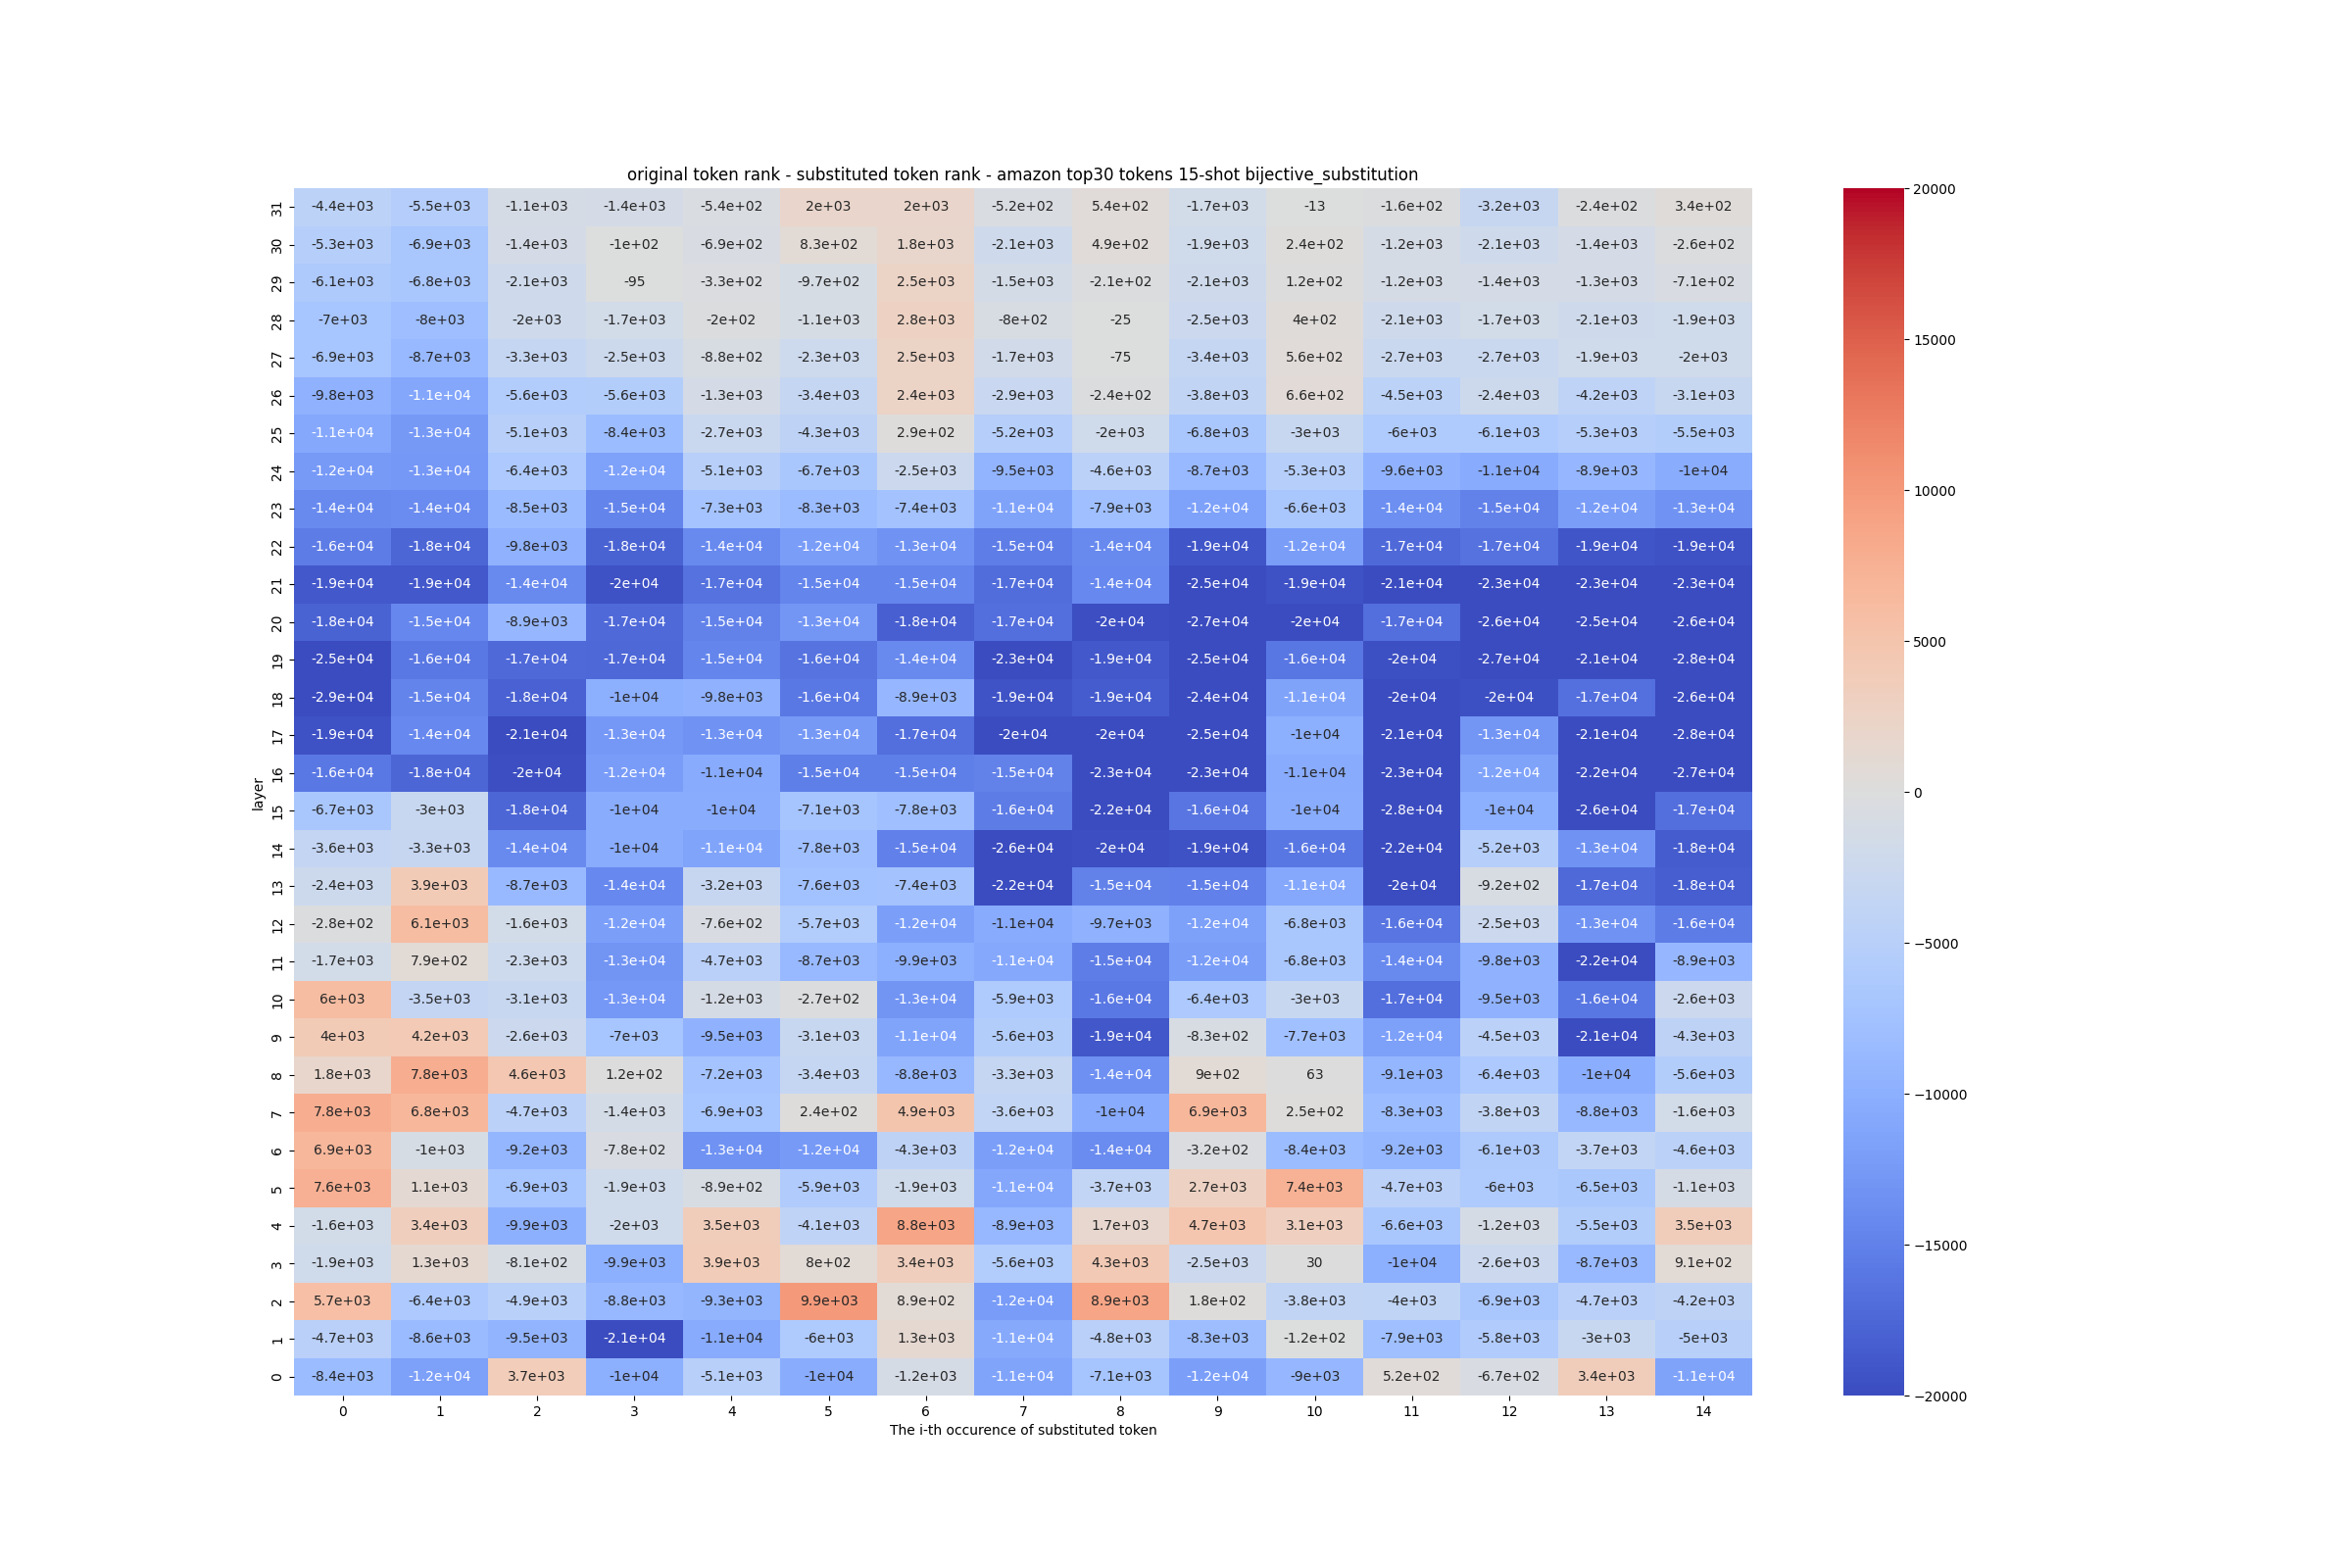 original token rank - substituted token rank - amazon top30 tokens 15-shot bijective_substitution
31 -4.4e+03 -5.5e+03 -1.1e+03 -1.4e+03 -5.4e+02 2e+03 2e+03 -5.2e+02 5.4e+02 -1.7e+03 -13 -1.6e+02 -3.2e+03 -2.4e+02 3.4e+02
30 -5.3e+03 -6.9e+03 -1.4e+03 -1e+02 -6.9e+02 8.3e+02 1.8e+03 -2.1e+03 4.9e+02 -1.9e+03 2.4e+02 -1.2e+03 -2.1e+03 -1.4e+03 -2.6e+02
29 -6.1e+03 -6.8e+03 -2.1e+03 -95 -3.3e+02 -9.7e+02 2.5e+03 -1.5e+03 -2.1e+02 -2.1e+03 1.2e+02 -1.2e+03 -1.4e+03 -1.3e+03 -7.1e+02
28 -7e+03 -8e+03 -2e+03 -1.7e+03 -2e+02 -1.1e+03 2.8e+03 -8e+02 -25 -2.5e+03 4e+02 -2.1e+03 -1.7e+03 -2.1e+03 -1.9e+03
27 -6.9e+03 -8.7e+03 -3.3e+03 -2.5e+03 -8.8e+02 -2.3e+03 2.5e+03 -1.7e+03 -75 -3.4e+03 5.6e+02 -2.7e+03 -2.7e+03 -1.9e+03 -2e+03
26 -9.8e+03 -1.1e+04 -5.6e+03 -5.6e+03 -1.3e+03 -3.4e+03 2.4e+03 -2.9e+03 -2.4e+02 -3.8e+03 6.6e+02 -4.5e+03 -2.4e+03 -4.2e+03 -3.1e+03
25 -1.1e+04 -1.3e+04 -5.1e+03 -8.4e+03 -2.7e+03 -4.3e+03 2.9e+02 -5.2e+03 -2e+03 -6.8e+03 -3e+03 -6e+03 -6.1e+03 -5.3e+03 -5.5e+03
24 -1.2e+04 -1.3e+04 -6.4e+03 -1.2e+04 -5.1e+03 -6.7e+03 -2.5e+03 -9.5e+03 -4.6e+03 -8.7e+03 -5.3e+03 -9.6e+03 -1.1e+04 -8.9e+03 -1e+04
23 -1.4e+04 -1.4e+04 -8.5e+03 -1.5e+04 -7.3e+03 -8.3e+03 -7.4e+03 -1.1e+04 -7.9e+03 -1.2e+04 -6.6e+03 -1.4e+04 -1.5e+04 -1.2e+04 -1.3e+04
22 -1.6e+04 -1.8e+04 -9.8e+03 -1.8e+04 -1.4e+04 -1.2e+04 -1.3e+04 -1.5e+04 -1.4e+04 -1.9e+04 -1.2e+04 -1.7e+04 -1.7e+04 -1.9e+04 -1.9e+04
21 -1.9e+04 -1.9e+04 -1.4e+04 -2e+04 -1.7e+04 -1.5e+04 -1.5e+04 -1.7e+04 -1.4e+04 -2.5e+04 -1.9e+04 -2.1e+04 -2.3e+04 -2.3e+04 -2.3e+04
20 -1.8e+04 -1.5e+04 -8.9e+03 -1.7e+04 -1.5e+04 -1.3e+04 -1.8e+04 -1.7e+04 -2e+04 -2.7e+04 -2e+04 -1.7e+04 -2.6e+04 -2.5e+04 -2.6e+04
19 -2.5e+04 -1.6e+04 -1.7e+04 -1.7e+04 -1.5e+04 -1.6e+04 -1.4e+04 -2.3e+04 -1.9e+04 -2.5e+04 -1.6e+04 -2e+04 -2.7e+04 -2.1e+04 -2.8e+04
18 -2.9e+04 -1.5e+04 -1.8e+04 -1e+04 -9.8e+03 -1.6e+04 -8.9e+03 -1.9e+04 -1.9e+04 -2.4e+04 -1.1e+04 -2e+04 -2e+04 -1.7e+04 -2.6e+04
17 -1.9e+04 -1.4e+04 -2.1e+04 -1.3e+04 -1.3e+04 -1.3e+04 -1.7e+04 -2e+04 -2e+04 -2.5e+04 -1e+04 -2.1e+04 -1.3e+04 -2.1e+04 -2.8e+04
16 -1.6e+04 -1.8e+04 -2e+04 -1.2e+04 -1.1e+04 -1.5e+04 -1.5e+04 -1.5e+04 -2.3e+04 -2.3e+04 -1.1e+04 -2.3e+04 -1.2e+04 -2.2e+04 -2.7e+04
15 -6.7e+03 -3e+03 -1.8e+04 -1e+04 -1e+04 -7.1e+03 -7.8e+03 -1.6e+04 -2.2e+04 -1.6e+04 -1e+04 -2.8e+04 -1e+04 -2.6e+04 -1.7e+04
14 -3.6e+03 -3.3e+03 -1.4e+04 -1e+04 -1.1e+04 -7.8e+03 -1.5e+04 -2.6e+04 -2e+04 -1.9e+04 -1.6e+04 -2.2e+04 -5.2e+03 -1.3e+04 -1.8e+04
13 -2.4e+03 3.9e+03 -8.7e+03 -1.4e+04 -3.2e+03 -7.6e+03 -7.4e+03 -2.2e+04 -1.5e+04 -1.5e+04 -1.1e+04 -2e+04 -9.2e+02 -1.7e+04 -1.8e+04
12 -2.8e+02 6.1e+03 -1.6e+03 -1.2e+04 -7.6e+02 -5.7e+03 -1.2e+04 -1.1e+04 -9.7e+03 -1.2e+04 -6.8e+03 -1.6e+04 -2.5e+03 -1.3e+04 -1.6e+04
11 -1.7e+03 7.9e+02 -2.3e+03 -1.3e+04 -4.7e+03 -8.7e+03 -9.9e+03 -1.1e+04 -1.5e+04 -1.2e+04 -6.8e+03 -1.4e+04 -9.8e+03 -2.2e+04 -8.9e+03
10 6e+03 -3.5e+03 -3.1e+03 -1.3e+04 -1.2e+03 -2.7e+02 -1.3e+04 -5.9e+03 -1.6e+04 -6.4e+03 -3e+03 -1.7e+04 -9.5e+03 -1.6e+04 -2.6e+03
9 4e+03 4.2e+03 -2.6e+03 -7e+03 -9.5e+03 -3.1e+03 -1.1e+04 -5.6e+03 -1.9e+04 -8.3e+02 -7.7e+03 -1.2e+04 -4.5e+03 -2.1e+04 -4.3e+03
8 1.8e+03 7.8e+03 4.6e+03 1.2e+02 -7.2e+03 -3.4e+03 -8.8e+03 -3.3e+03 -1.4e+04 9e+02 63 -9.1e+03 -6.4e+03 -1e+04 -5.6e+03
7 7.8e+03 6.8e+03 -4.7e+03 -1.4e+03 -6.9e+03 2.4e+02 4.9e+03 -3.6e+03 -1e+04 6.9e+03 2.5e+02 -8.3e+03 -3.8e+03 -8.8e+03 -1.6e+03
6 6.9e+03 -1e+03 -9.2e+03 -7.8e+02 -1.3e+04 -1.2e+04 -4.3e+03 -1.2e+04 -1.4e+04 -3.2e+02 -8.4e+03 -9.2e+03 -6.1e+03 -3.7e+03 -4.6e+03
5 7.6e+03 1.1e+03 -6.9e+03 -1.9e+03 -8.9e+02 -5.9e+03 -1.9e+03 -1.1e+04 -3.7e+03 2.7e+03 7.4e+03 -4.7e+03 -6e+03 -6.5e+03 -1.1e+03
4 -1.6e+03 3.4e+03 -9.9e+03 -2e+03 3.5e+03 -4.1e+03 8.8e+03 -8.9e+03 1.7e+03 4.7e+03 3.1e+03 -6.6e+03 -1.2e+03 -5.5e+03 3.5e+03
3 -1.9e+03 1.3e+03 -8.1e+02 -9.9e+03 3.9e+03 8e+02 3.4e+03 -5.6e+03 4.3e+03 -2.5e+03 30 -1e+04 -2.6e+03 -8.7e+03 9.1e+02
2 5.7e+03 -6.4e+03 -4.9e+03 -8.8e+03 -9.3e+03 9.9e+03 8.9e+02 -1.2e+04 8.9e+03 1.8e+02 -3.8e+03 -4e+03 -6.9e+03 -4.7e+03 -4.2e+03
1 -4.7e+03 -8.6e+03 -9.5e+03 -2.1e+04 -1.1e+04 -6e+03 1.3e+03 -1.1e+04 -4.8e+03 -8.3e+03 -1.2e+02 -7.9e+03 -5.8e+03 -3e+03 -5e+03
0 -8.4e+03 -1.2e+04 3.7e+03 -1e+04 -5.1e+03 -1e+04 -1.2e+03 -1.1e+04 -7.1e+03 -1.2e+04 -9e+03 5.2e+02 -6.7e+02 3.4e+03 -1.1e+04
0 1 2 3 4 5 6 7 8 9 10 11 12 13 14
The i-th occurence of substituted token
layer
20000
15000
10000
5000
0
−5000
−10000
−15000
−20000